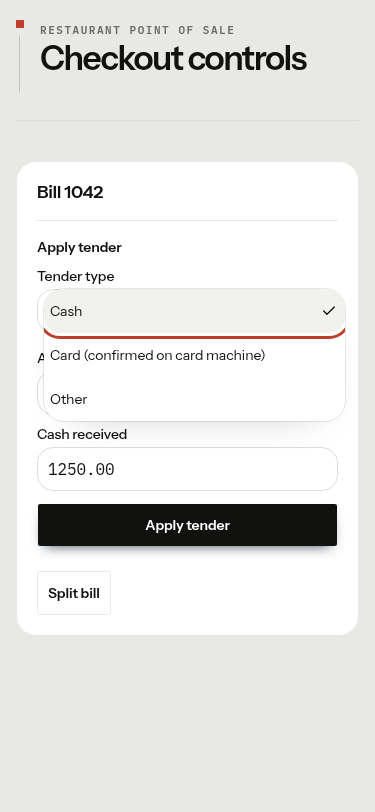 RESTAURANT POINT OF SALE
Checkout controls
Bill 1042
Apply tender
Tender type
Cash
Card (confirmed on card machine)
Other
Cash received
1250.00
Apply tender
Split bill